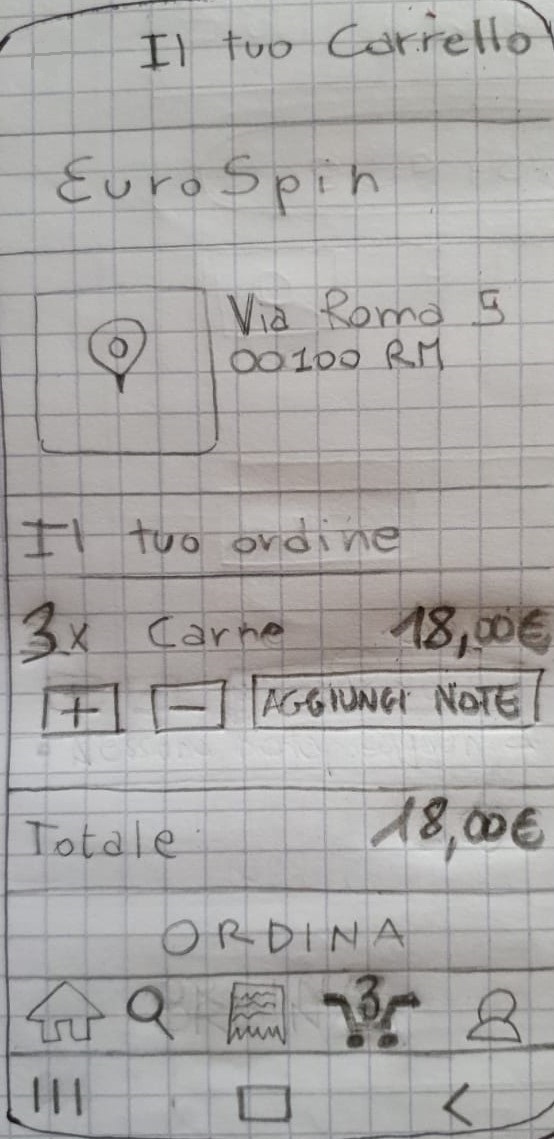 Il tuo Carrello
EuroSpin
Via Roma 5
00100 RM
Il tuo ordine
3x Carne 18,00€
+ - AGGIUNGI NOTE
Totale 18,00€
ORDINA
3